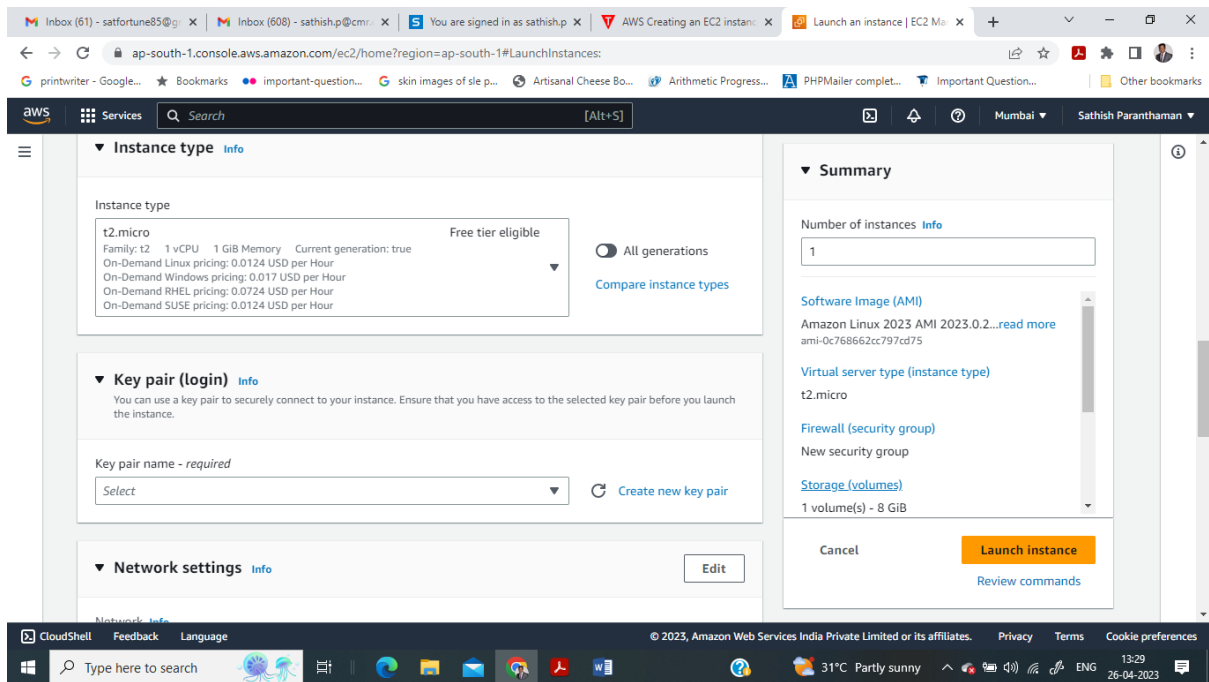 Inbox (61) - satfortune85@g
Inbox (608) - sathish.p@cmr.
You are signed in as sathish.p
AWS Creating an EC2 instanc
Launch an instance | EC2 Ma
ap-south-1.console.aws.amazon.com/ec2/home?region=ap-south-1#LaunchInstances:
printwriter - Google...
Bookmarks
important-question...
skin images of sle p...
Artisanal Cheese Bo...
Arithmetic Progress...
PHPMailer complet...
Important Question...
Other bookmarks
aws
Services
Search
[Alt+S]
Mumbai
Sathish Paranthaman
Instance type Info
Instance type
t2.micro
Free tier eligible
Family: t2 1 vCPU 1 GiB Memory Current generation: true
On-Demand Linux pricing: 0.0124 USD per Hour
On-Demand Windows pricing: 0.017 USD per Hour
On-Demand RHEL pricing: 0.0724 USD per Hour
On-Demand SUSE pricing: 0.0124 USD per Hour
All generations
Compare instance types
Key pair (login) Info
You can use a key pair to securely connect to your instance. Ensure that you have access to the selected key pair before you launch
the instance.
Key pair name - required
Select
Create new key pair
Network settings Info
Edit
Network Info
Summary
Number of instances Info
1
Software Image (AMI)
Amazon Linux 2023 AMI 2023.0.2...read more
ami-0c768662cc797cd75
Virtual server type (instance type)
t2.micro
Firewall (security group)
New security group
Storage (volumes)
1 volume(s) - 8 GiB
Cancel
Launch instance
Review commands
CloudShell
Feedback
Language
© 2023, Amazon Web Services India Private Limited or its affiliates.
Privacy
Terms
Cookie preferences
Type here to search
31°C Partly sunny
ENG
13:29
26-04-2023